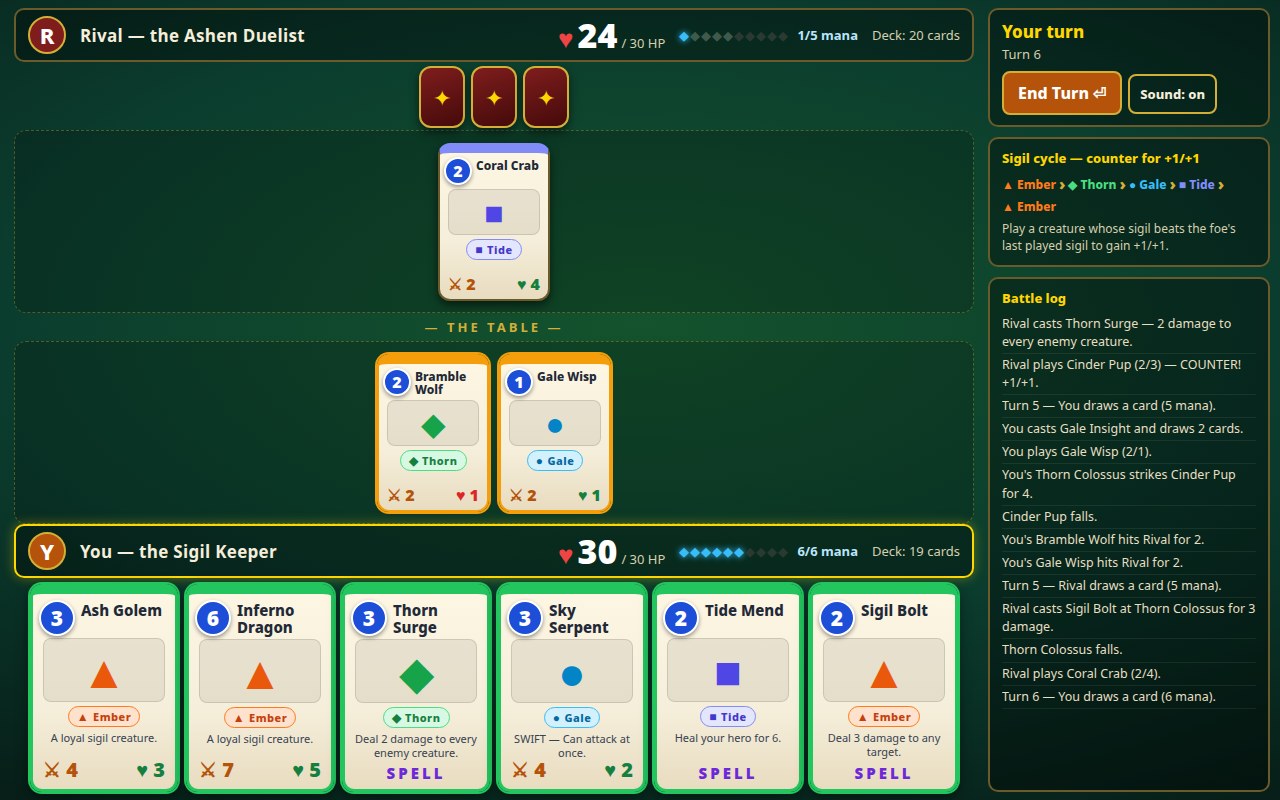 R
Rival — the Ashen Duelist
♥ 24 / 30 HP
1/5 mana
Deck: 20 cards
2
Coral Crab
■ Tide
⚔ 2
♥ 4
— THE TABLE —
2
Bramble
Wolf
◆ Thorn
⚔ 2
♥ 1
1
Gale Wisp
● Gale
⚔ 2
♥ 1
Y
You — the Sigil Keeper
♥ 30 / 30 HP
6/6 mana
Deck: 19 cards
3
Ash Golem
▲ Ember
A loyal sigil creature.
⚔ 4
♥ 3
6
Inferno
Dragon
▲ Ember
A loyal sigil creature.
⚔ 7
♥ 5
3
Thorn
Surge
◆ Thorn
Deal 2 damage to every
enemy creature.
SPELL
3
Sky
Serpent
● Gale
SWIFT — Can attack at
once.
⚔ 4
♥ 2
2
Tide Mend
■ Tide
Heal your hero for 6.
SPELL
2
Sigil Bolt
▲ Ember
Deal 3 damage to any
target.
SPELL
Your turn
Turn 6
End Turn ⏎
Sound: on
Sigil cycle — counter for +1/+1
▲ Ember › ◆ Thorn › ● Gale › ■ Tide ›
▲ Ember
Play a creature whose sigil beats the foe's
last played sigil to gain +1/+1.
Battle log
Rival casts Thorn Surge — 2 damage to
every enemy creature.
Rival plays Cinder Pup (2/3) — COUNTER!
+1/+1.
Turn 5 — You draws a card (5 mana).
You casts Gale Insight and draws 2 cards.
You plays Gale Wisp (2/1).
You's Thorn Colossus strikes Cinder Pup
for 4.
Cinder Pup falls.
You's Bramble Wolf hits Rival for 2.
You's Gale Wisp hits Rival for 2.
Turn 5 — Rival draws a card (5 mana).
Rival casts Sigil Bolt at Thorn Colossus for 3
damage.
Thorn Colossus falls.
Rival plays Coral Crab (2/4).
Turn 6 — You draws a card (6 mana).